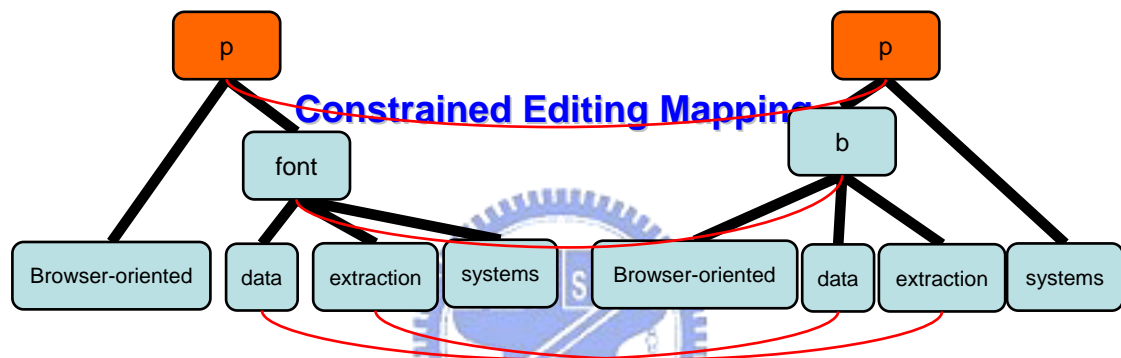 p
p
Constrained Editing Mapping
font
b
Browser-oriented
data
extraction
systems
Browser-oriented
data
extraction
systems
S